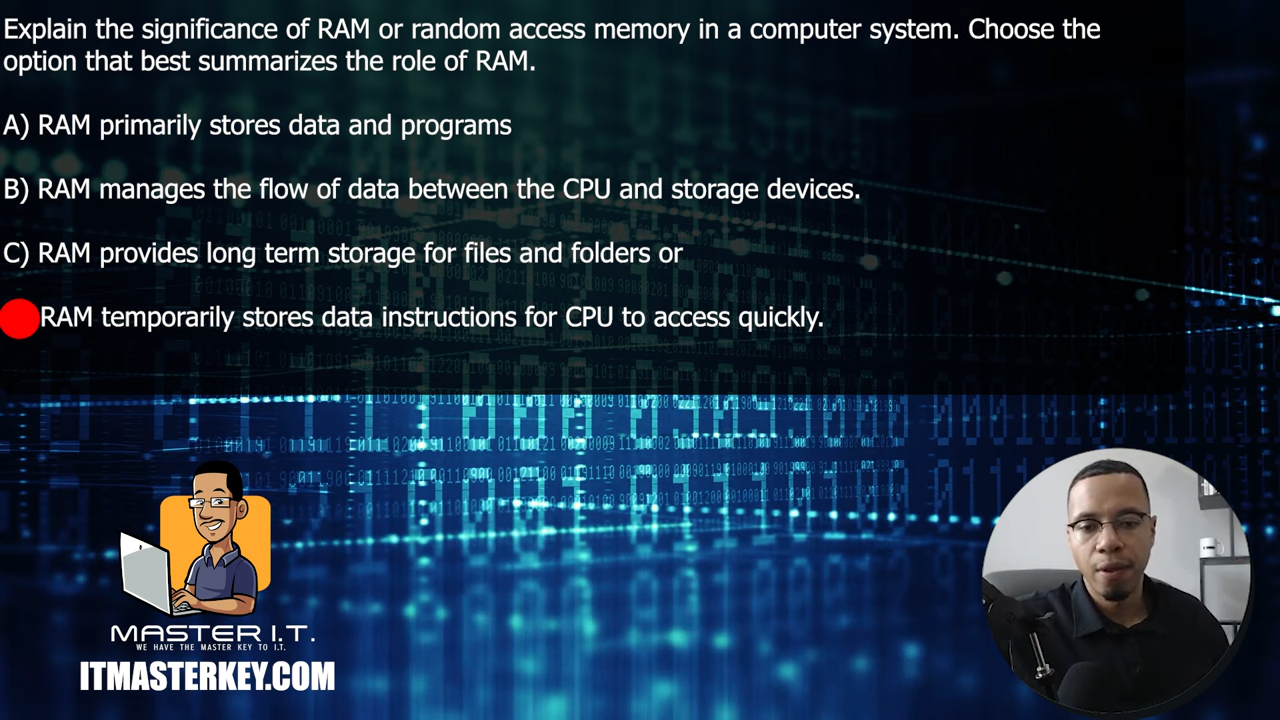 Explain the significance of RAM or random access memory in a computer system. Choose the
option that best summarizes the role of RAM.
A) RAM primarily stores data and programs
B) RAM manages the flow of data between the CPU and storage devices.
C) RAM provides long term storage for files and folders or
RAM temporarily stores data instructions for CPU to access quickly.
MASTER I.T.
WE HAVE THE MASTER KEY TO I.T.
ITMASTERKEY.COM